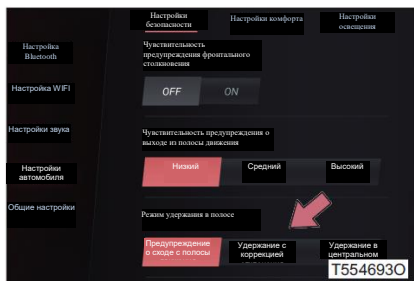 Настройки безопасности
Настройки комфорта
Настройки освещения
Настройка Bluetooth
Чувствительность
предупреждения фронтального
столкновения
Настройка WIFI
OFF
ON
Настройки звука
Чувствительность предупреждения о
выходе из полосы движения
Настройки автомобиля
Низкий
Средний
Высокий
Общие настройки
Режим удержания в полосе
Предупреждение
о сходе с полосы
Удержание с
коррекцией
Удержание в
центральном
T554693O